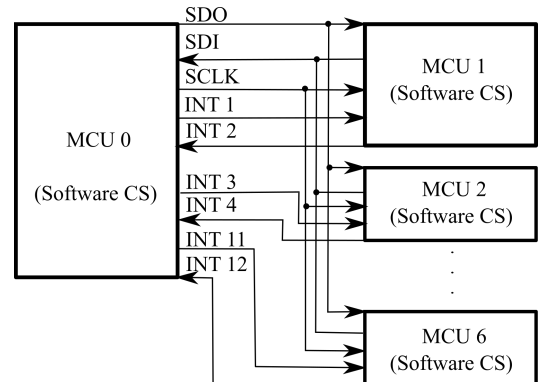 SDO
SDI
SCLK
INT 1
INT 2
INT 3
INT 4
INT 11
INT 12
MCU 0
(Software CS)
MCU 1
(Software CS)
MCU 2
(Software CS)
MCU 6
(Software CS)